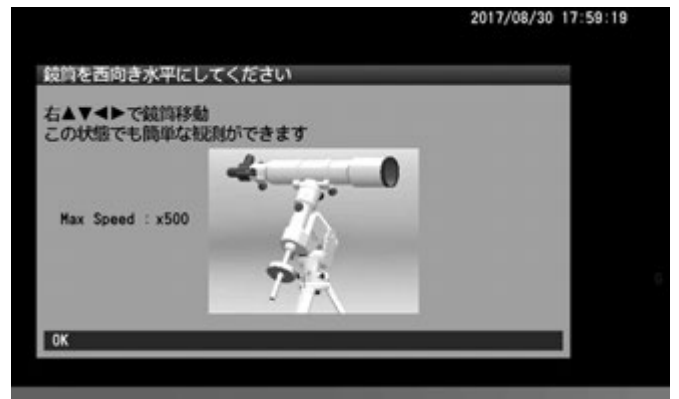 2017/08/30 17:59:19
鏡筒を西向き水平にしてください
右▲▼◀▶で鏡筒移動
この状態でも簡単な観測ができます
Max Speed : x500
OK